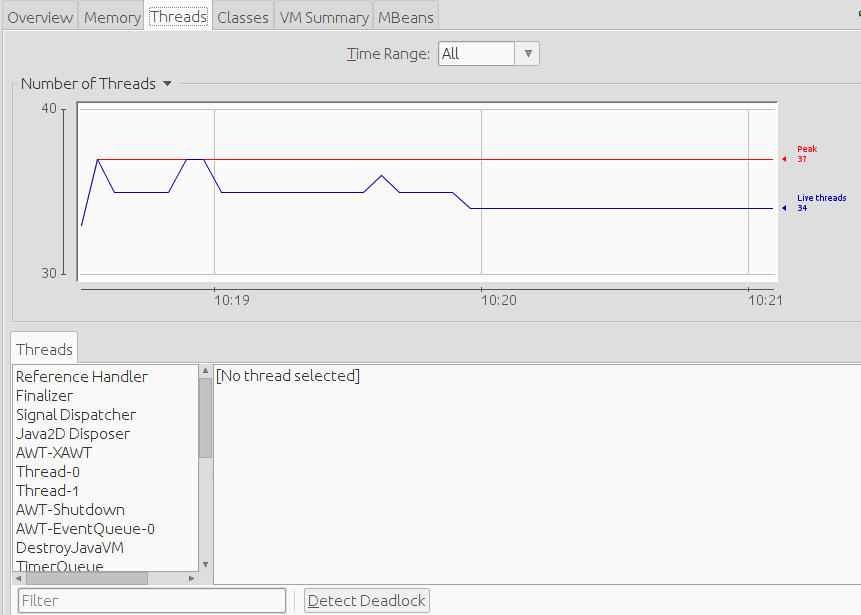 Overview Memory Threads Classes VM Summary MBeans
Time Range: All
Number of Threads
40
Peak
37
Live threads
34
30
10:19 10:20 10:21
Threads
Reference Handler
[No thread selected]
Finalizer
Signal Dispatcher
Java2D Disposer
AWT-XAWT
Thread-0
Thread-1
AWT-Shutdown
AWT-EventQueue-0
DestroyJavaVM
TimerQueue
Filter
Detect Deadlock